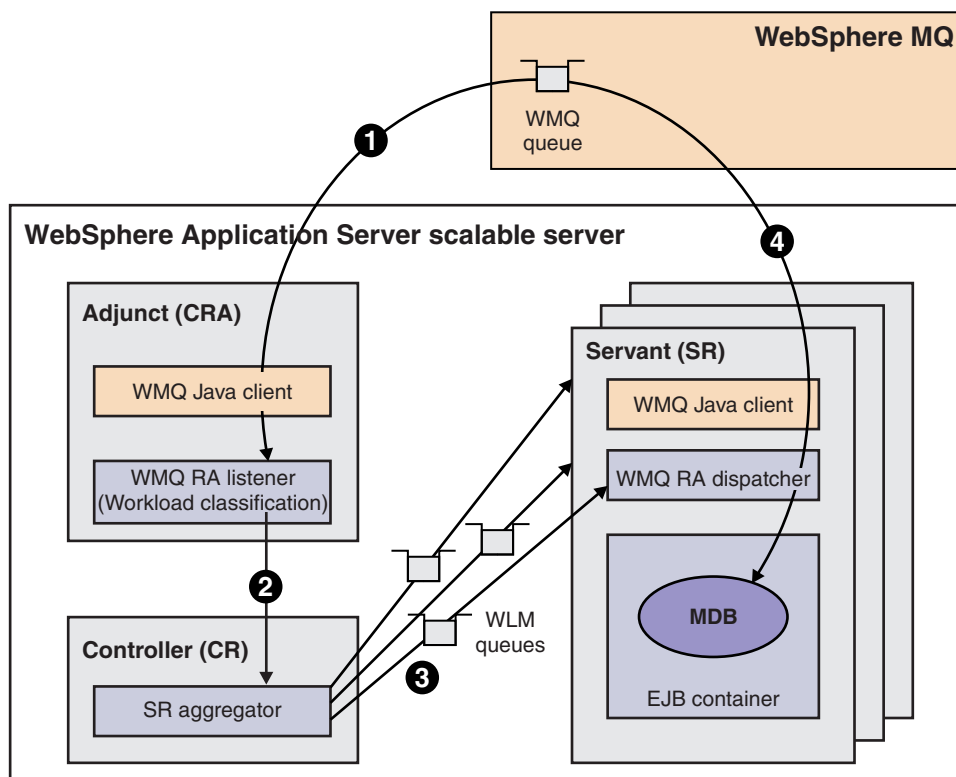 WebSphere MQ
WMQ
queue
1
WebSphere Application Server scalable server
4
Adjunct (CRA)
WMQ Java client
WMQ RA listener
(Workload classification)
2
Controller (CR)
SR aggregator
WLM
queues
3
Servant (SR)
WMQ Java client
WMQ RA dispatcher
MDB
EJB container